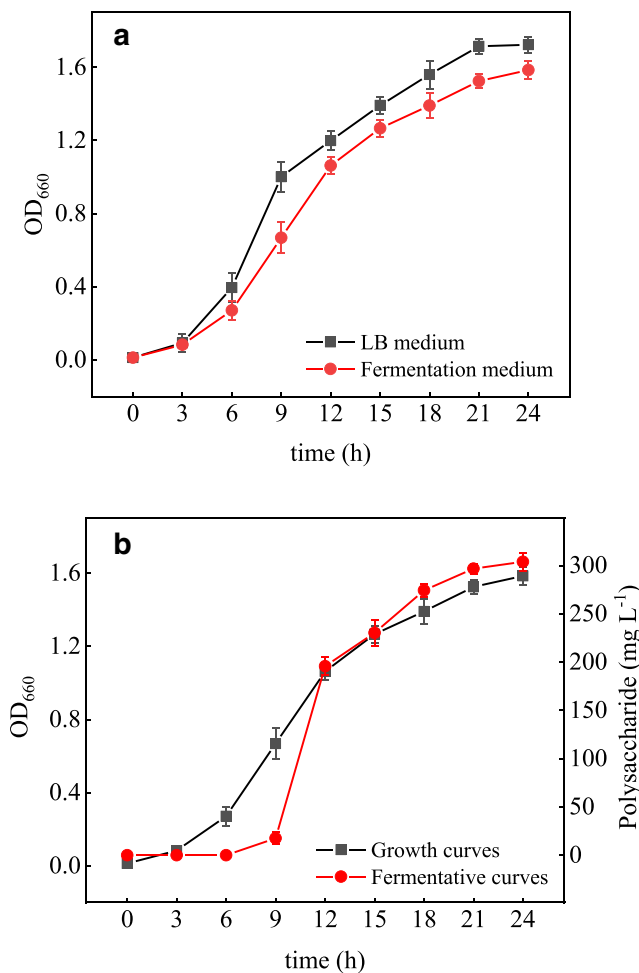 a
1.6
1.2
0.8
0.4
0.0
OD₆₆₀
LB medium
Fermentation medium
0 3 6 9 12 15 18 21 24
time (h)
b
1.6
1.2
0.8
0.4
0.0
OD₆₆₀
300
250
200
150
100
50
0
Polysaccharide (mg L⁻¹)
Growth curves
Fermentative curves
0 3 6 9 12 15 18 21 24
time (h)